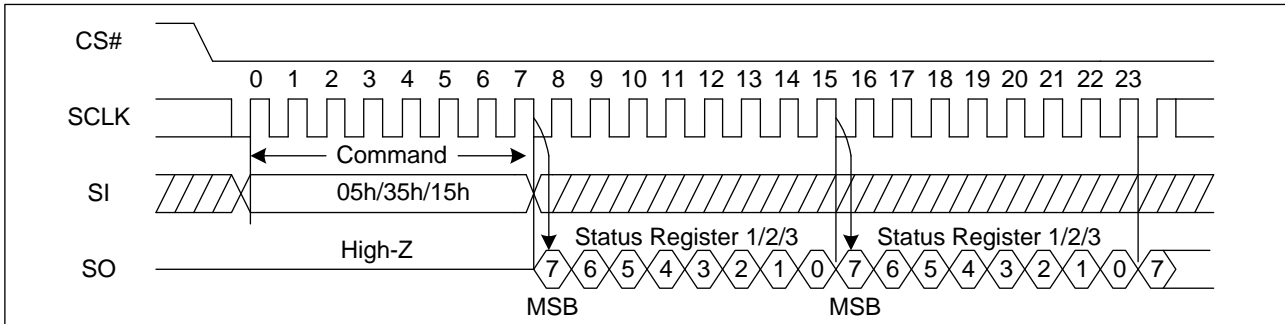 CS#
0 1 2 3 4 5 6 7 8 9 10 11 12 13 14 15 16 17 18 19 20 21 22 23
SCLK
Command
SI
05h/35h/15h
High-Z
Status Register 1/2/3 Status Register 1/2/3
SO
7 6 5 4 3 2 1 0 7 6 5 4 3 2 1 0 7
MSB MSB